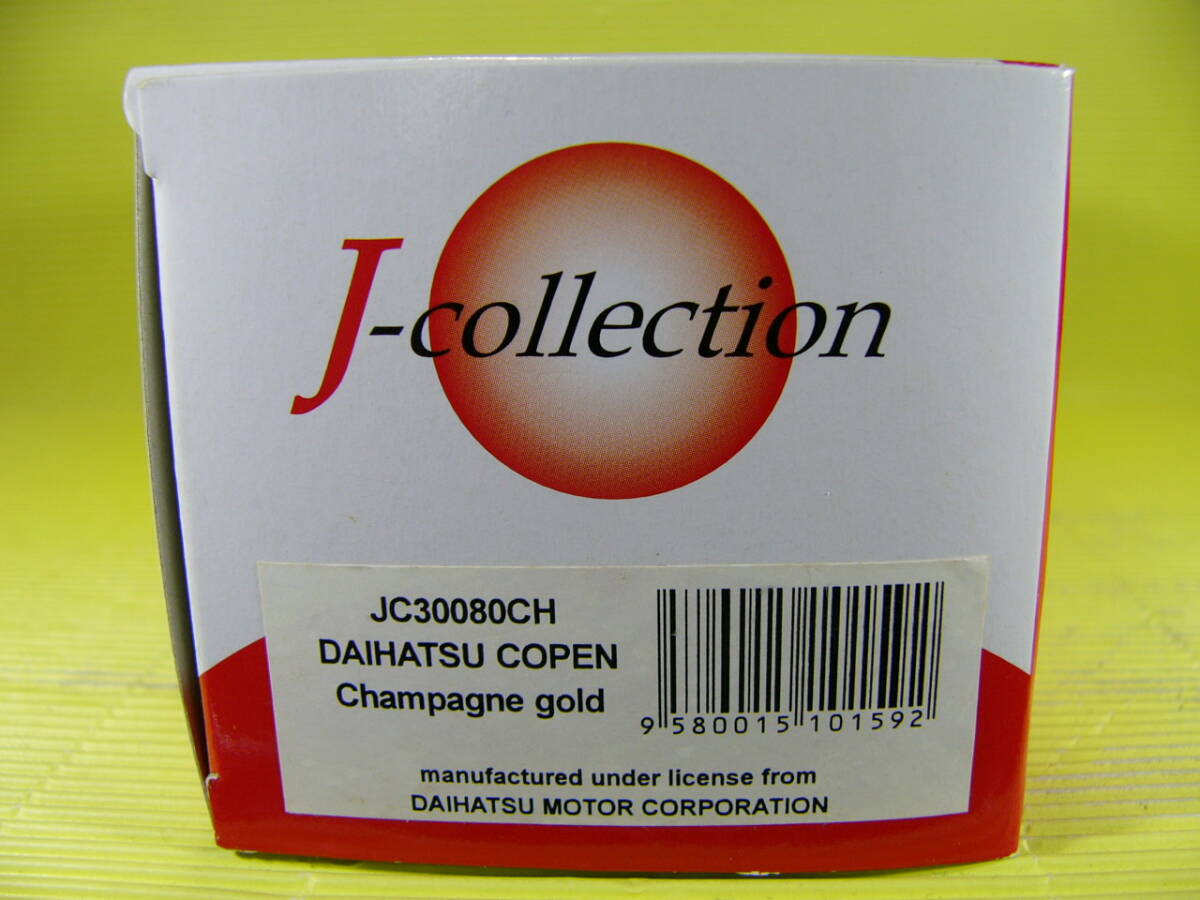 J-collection
JC30080CH
DAIHATSU COPEN
Champagne gold
9 580015 101592
manufactured under license from
DAIHATSU MOTOR CORPORATION